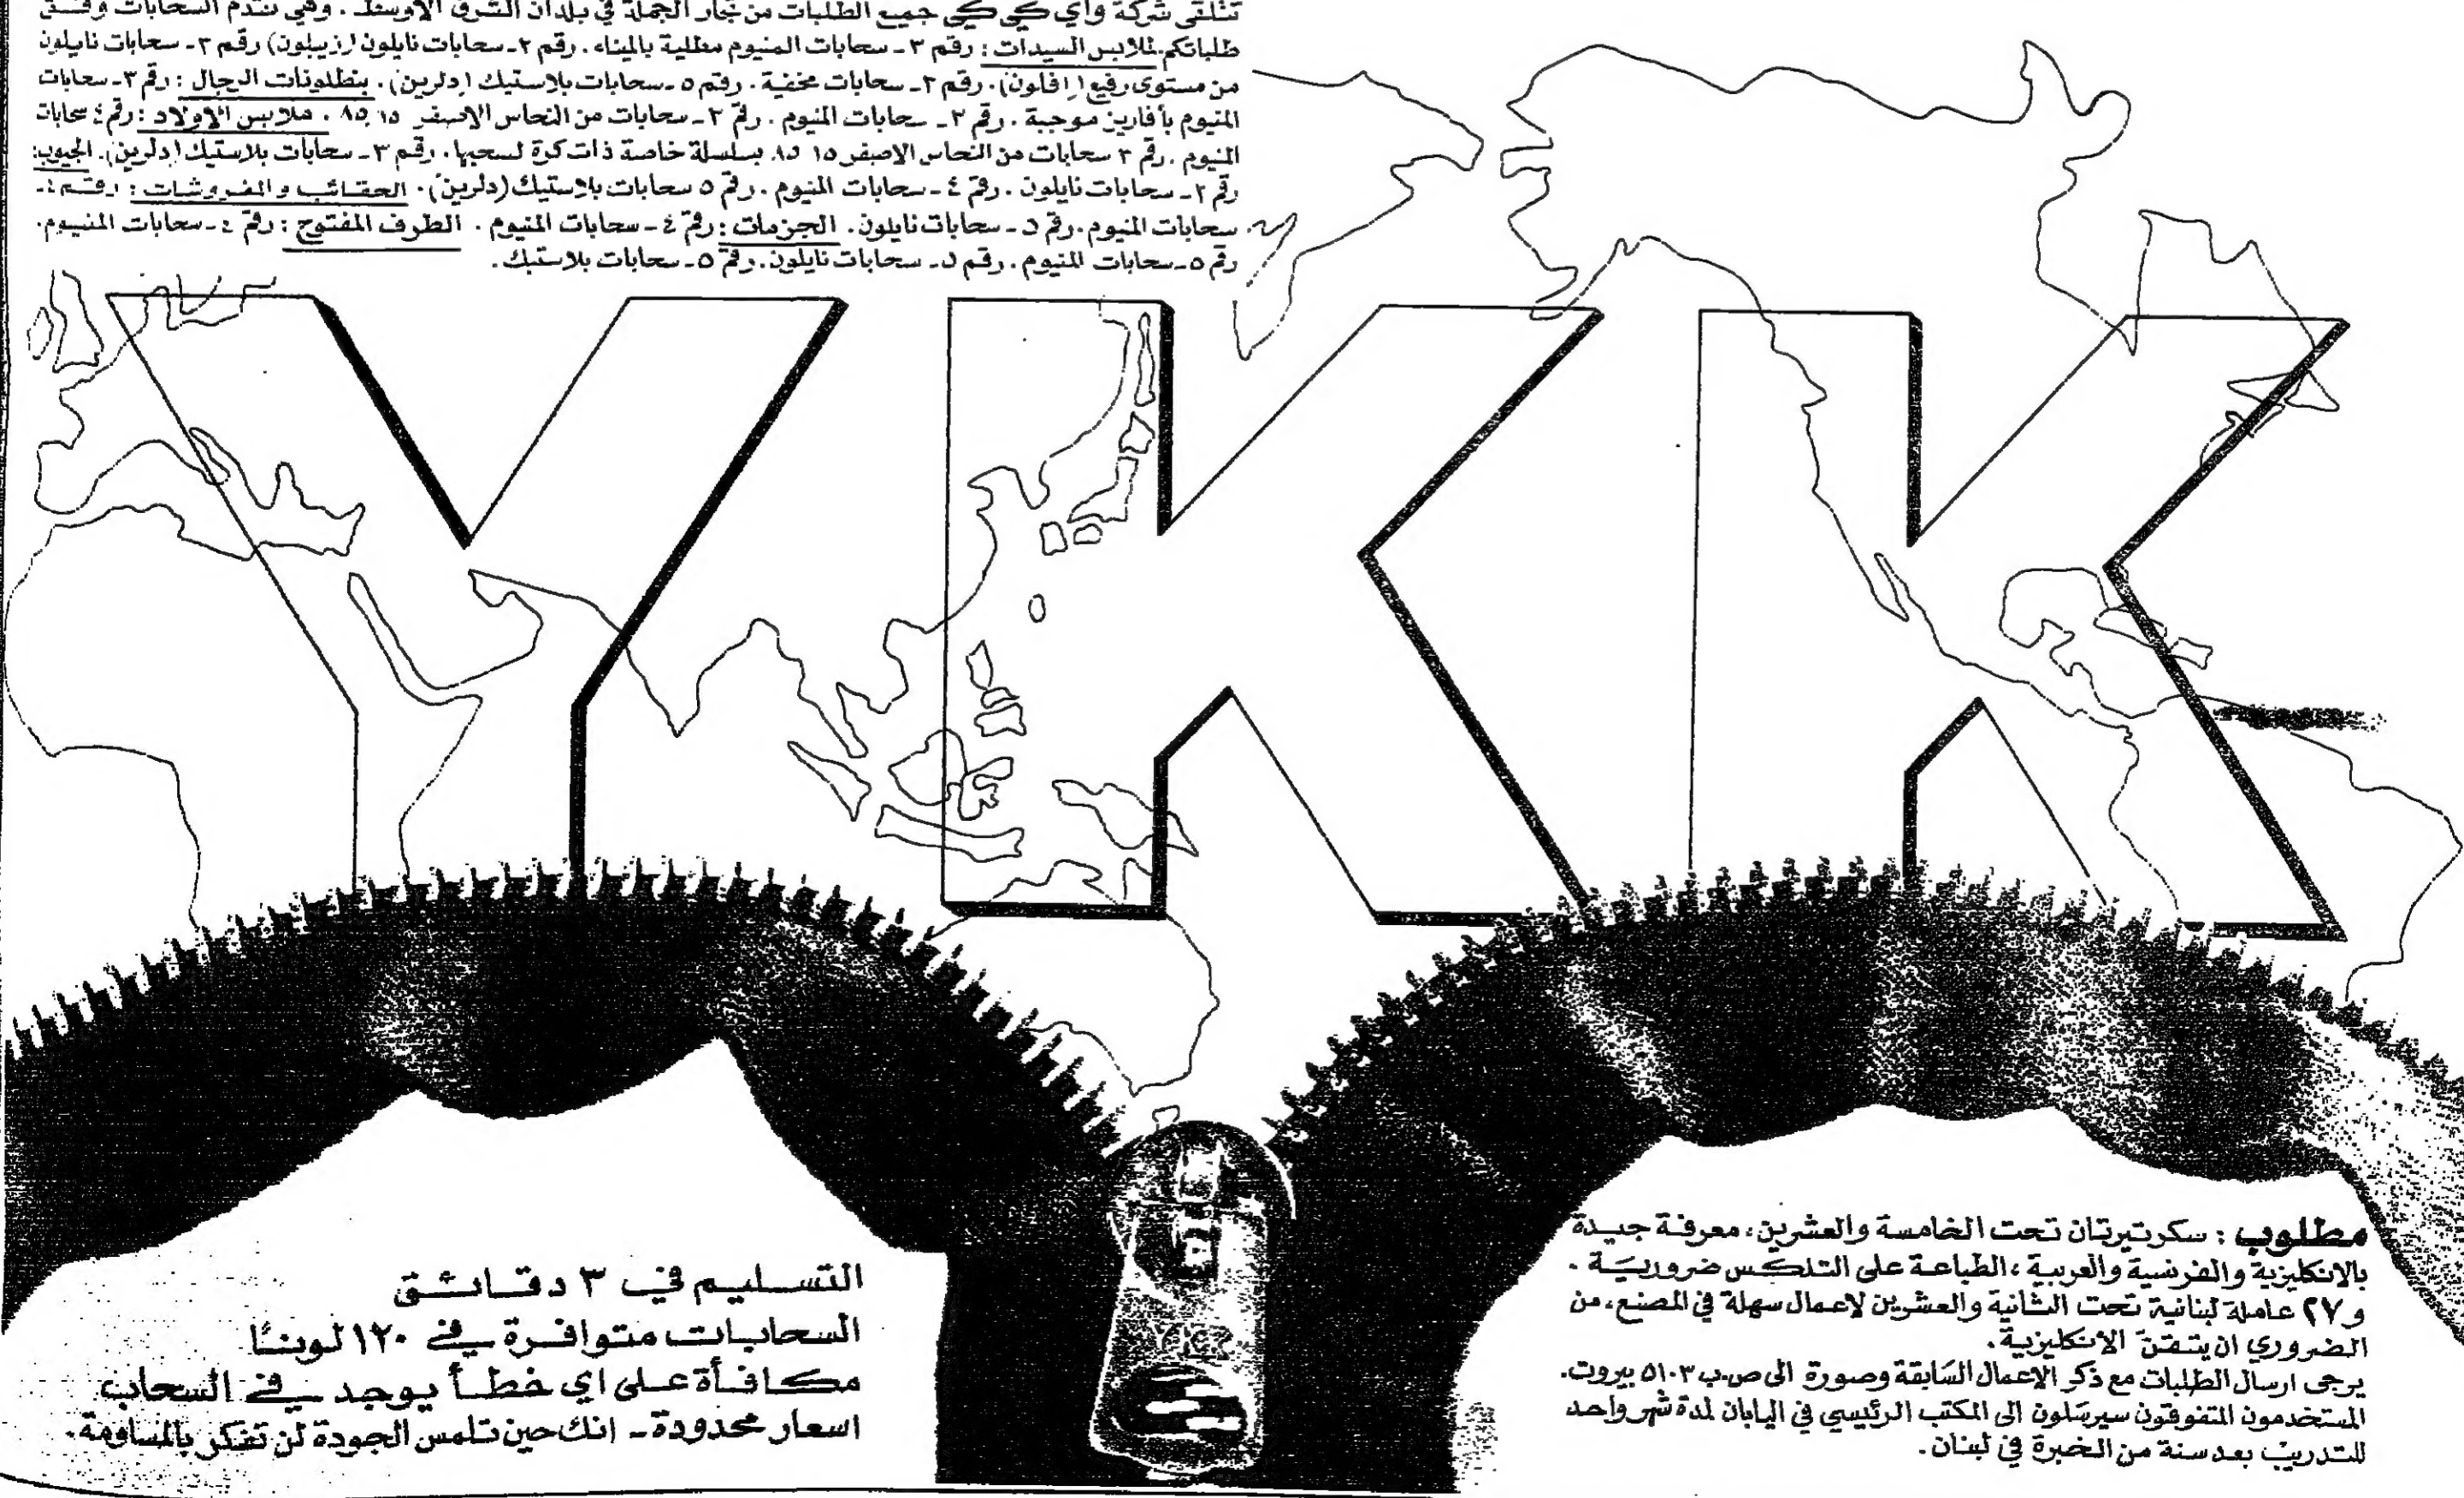 تتلقى شركة واي كي كي جميع الطلبات من تجار الجملة في بلدان الشرق الاوسط . وهي تقدم السحابات وفق
طلباتكم . لملابس السيدات : رقم ٣ ـ سحابات المنيوم مطلية بالميناء . رقم ٢ ـ سحابات نايلون (زيبلون) رقم ٣ ـ سحابات نايلون
من مستوى رفيع (افلون) . رقم ٢ ـ سحابات مخفية . رقم ٥ ـ سحابات بلاستيك (دلرين) . بنطلونات الرجال : رقم ٣ ـ سحابات
المنيوم بأفاريز موجبة . رقم ٢ ـ سحابات المنيوم . رقم ٢ ـ سحابات من النحاس الاصفر ١٥ ٨٥ . ملابس الاولاد : رقم ٤ سحابات
المنيوم . رقم ٣ سحابات من النحاس الاصفر ١٥ ٨٥ بسلسلة خاصة ذات كرة لسحبها . رقم ٣ ـ سحابات بلاستيك (دلرين) . الجيوب :
رقم ٢ ـ سحابات نايلون . رقم ٤ ـ سحابات المنيوم . رقم ٥ سحابات بلاستيك (دلرين) . الحقائب والمفروشات : رقم ٤ ـ
سحابات المنيوم . رقم ٥ ـ سحابات نايلون . الجزمات : رقم ٤ ـ سحابات المنيوم . الطرف المفتوح : رقم ٤ ـ سحابات المنيوم .
رقم ٥ ـ سحابات المنيوم . رقم ٥ ـ سحابات نايلون . رقم ٥ ـ سحابات بلاستيك .
YKK
مطلوب : سكرتيرتان تحت الخامسة والعشرين ، معرفة جيدة
بالانكليزية والفرنسية والعربية ، الطباعة على التلكس ضرورية .
و ٢٧ عاملة لبنانية تحت الثانية والعشرين لاعمال سهلة في المصنع ، من
الضروري ان يتقن الانكليزية .
يرجى ارسال الطلبات مع ذكر الاعمال السابقة وصورة الى ص.ب ٥١٠٣ بيروت .
المستخدمون المتفوقون سيرسلون الى المكتب الرئيسي في اليابان لمدة شهر واحد
للتدريب بعد سنة من الخبرة في لبنان .
التسليم في ٣ دقائق
السحابات متوافرة في ١٢٠ لونا
مكافأة على اي خطأ يوجد في السحاب
اسعار محدودة ـ انك حين تلمس الجودة لن تفكر بالمساومة .